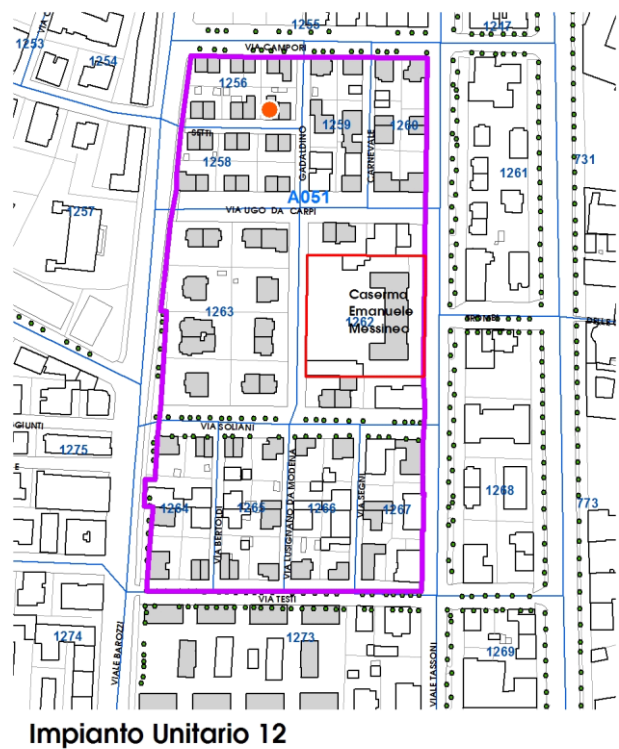 1255
1247
VIA CAMPORI
1253
1254
1256
1259
1260
SETTI
GADALDINO
CARNEVALE
1258
731
1261
A051
1257
VIA UGO DA CARPI
1263
Caserma
Emanuele
1262
Messineo
GIUNTI
VIA SOLIANI
1275
1264
1265
1266
1267
1268
773
VIA BERTOLDI
VIA LUSIGNANO DA MODENA
VIA SEGNI
VIA TESTI
1274
1273
1269
VIALE BAROZZI
VIALE TASSONI
Impianto Unitario 12